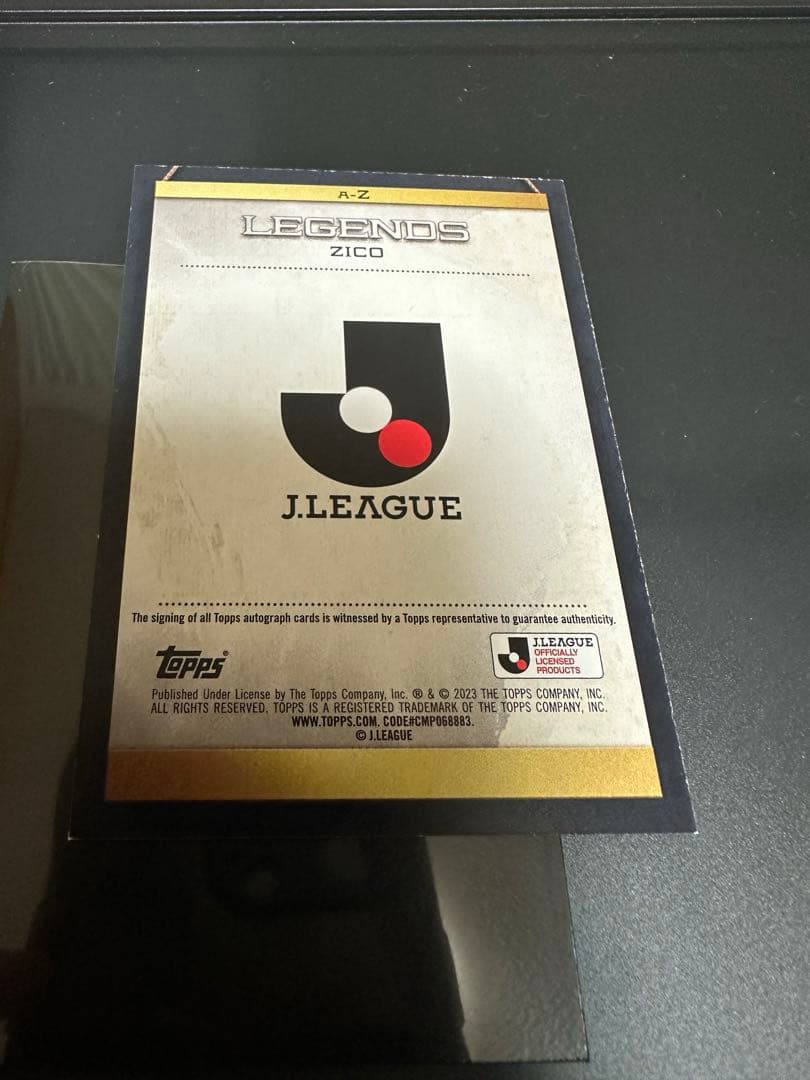 A-Z
LEGENDS
ZICO
J.LEAGUE
The signing of all Topps autograph cards is witnessed by a Topps representative to guarantee authenticity.
topps®
J.LEAGUE
OFFICIALLY
LICENSED
PRODUCTS
Published Under License by The Topps Company, Inc. ® & © 2023 THE TOPPS COMPANY, INC.
ALL RIGHTS RESERVED. TOPPS IS A REGISTERED TRADEMARK OF THE TOPPS COMPANY, INC.
WWW.TOPPS.COM. CODE#CMP068883.
© J.LEAGUE